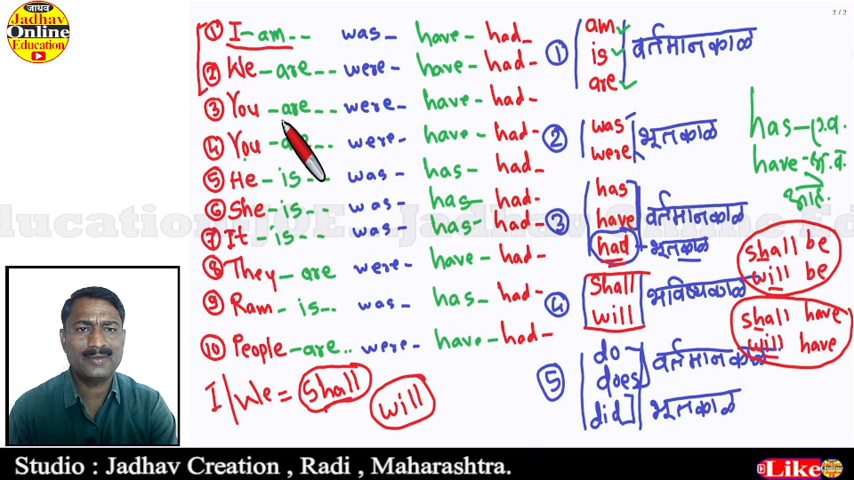 जाधव
Jadhav
Online
Education
2 / 2
① I - am - - was - have - had -
② We - are - - were - have - had -
③ You - are - - were - have - had -
④ You - are - - were - have - had -
⑤ He - is - - was - has - had -
⑥ She - is - - was - has - had -
⑦ It - is - - was - has - had -
⑧ They - are were - have - had -
⑨ Ram - is - was - has - had -
⑩ People - are - - were - have - had -
I / We = Shall will
① am is are वर्तमानकाळ
② was were भूतकाळ
③ has have वर्तमानकाळ
had भूतकाळ
④ Shall will भविष्यकाळ
⑤ do does वर्तमानकाळ
did भूतकाळ
has - ए.व.
have - अ.व.
आहे.
shall be
will be
shall have
will have
Studio : Jadhav Creation , Radi , Maharashtra.
Like